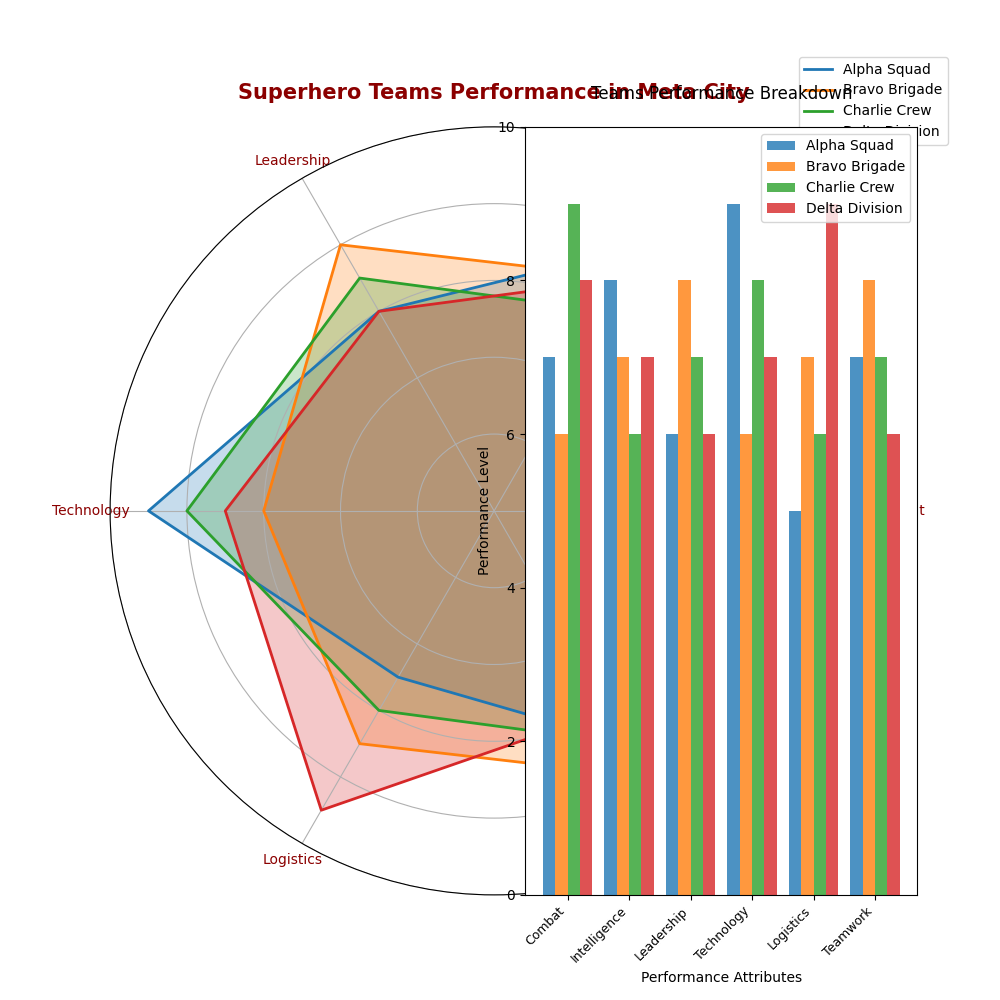 Alpha Squad
Bravo Brigade
Charlie Crew
Delta Division
Superhero Teams Performance in Meta City
Teams Performance Breakdown
Leadership
Technology
Logistics
t
10
8
6
4
2
0
Performance Level
Alpha Squad
Bravo Brigade
Charlie Crew
Delta Division
Combat
Intelligence
Leadership
Technology
Logistics
Teamwork
Performance Attributes